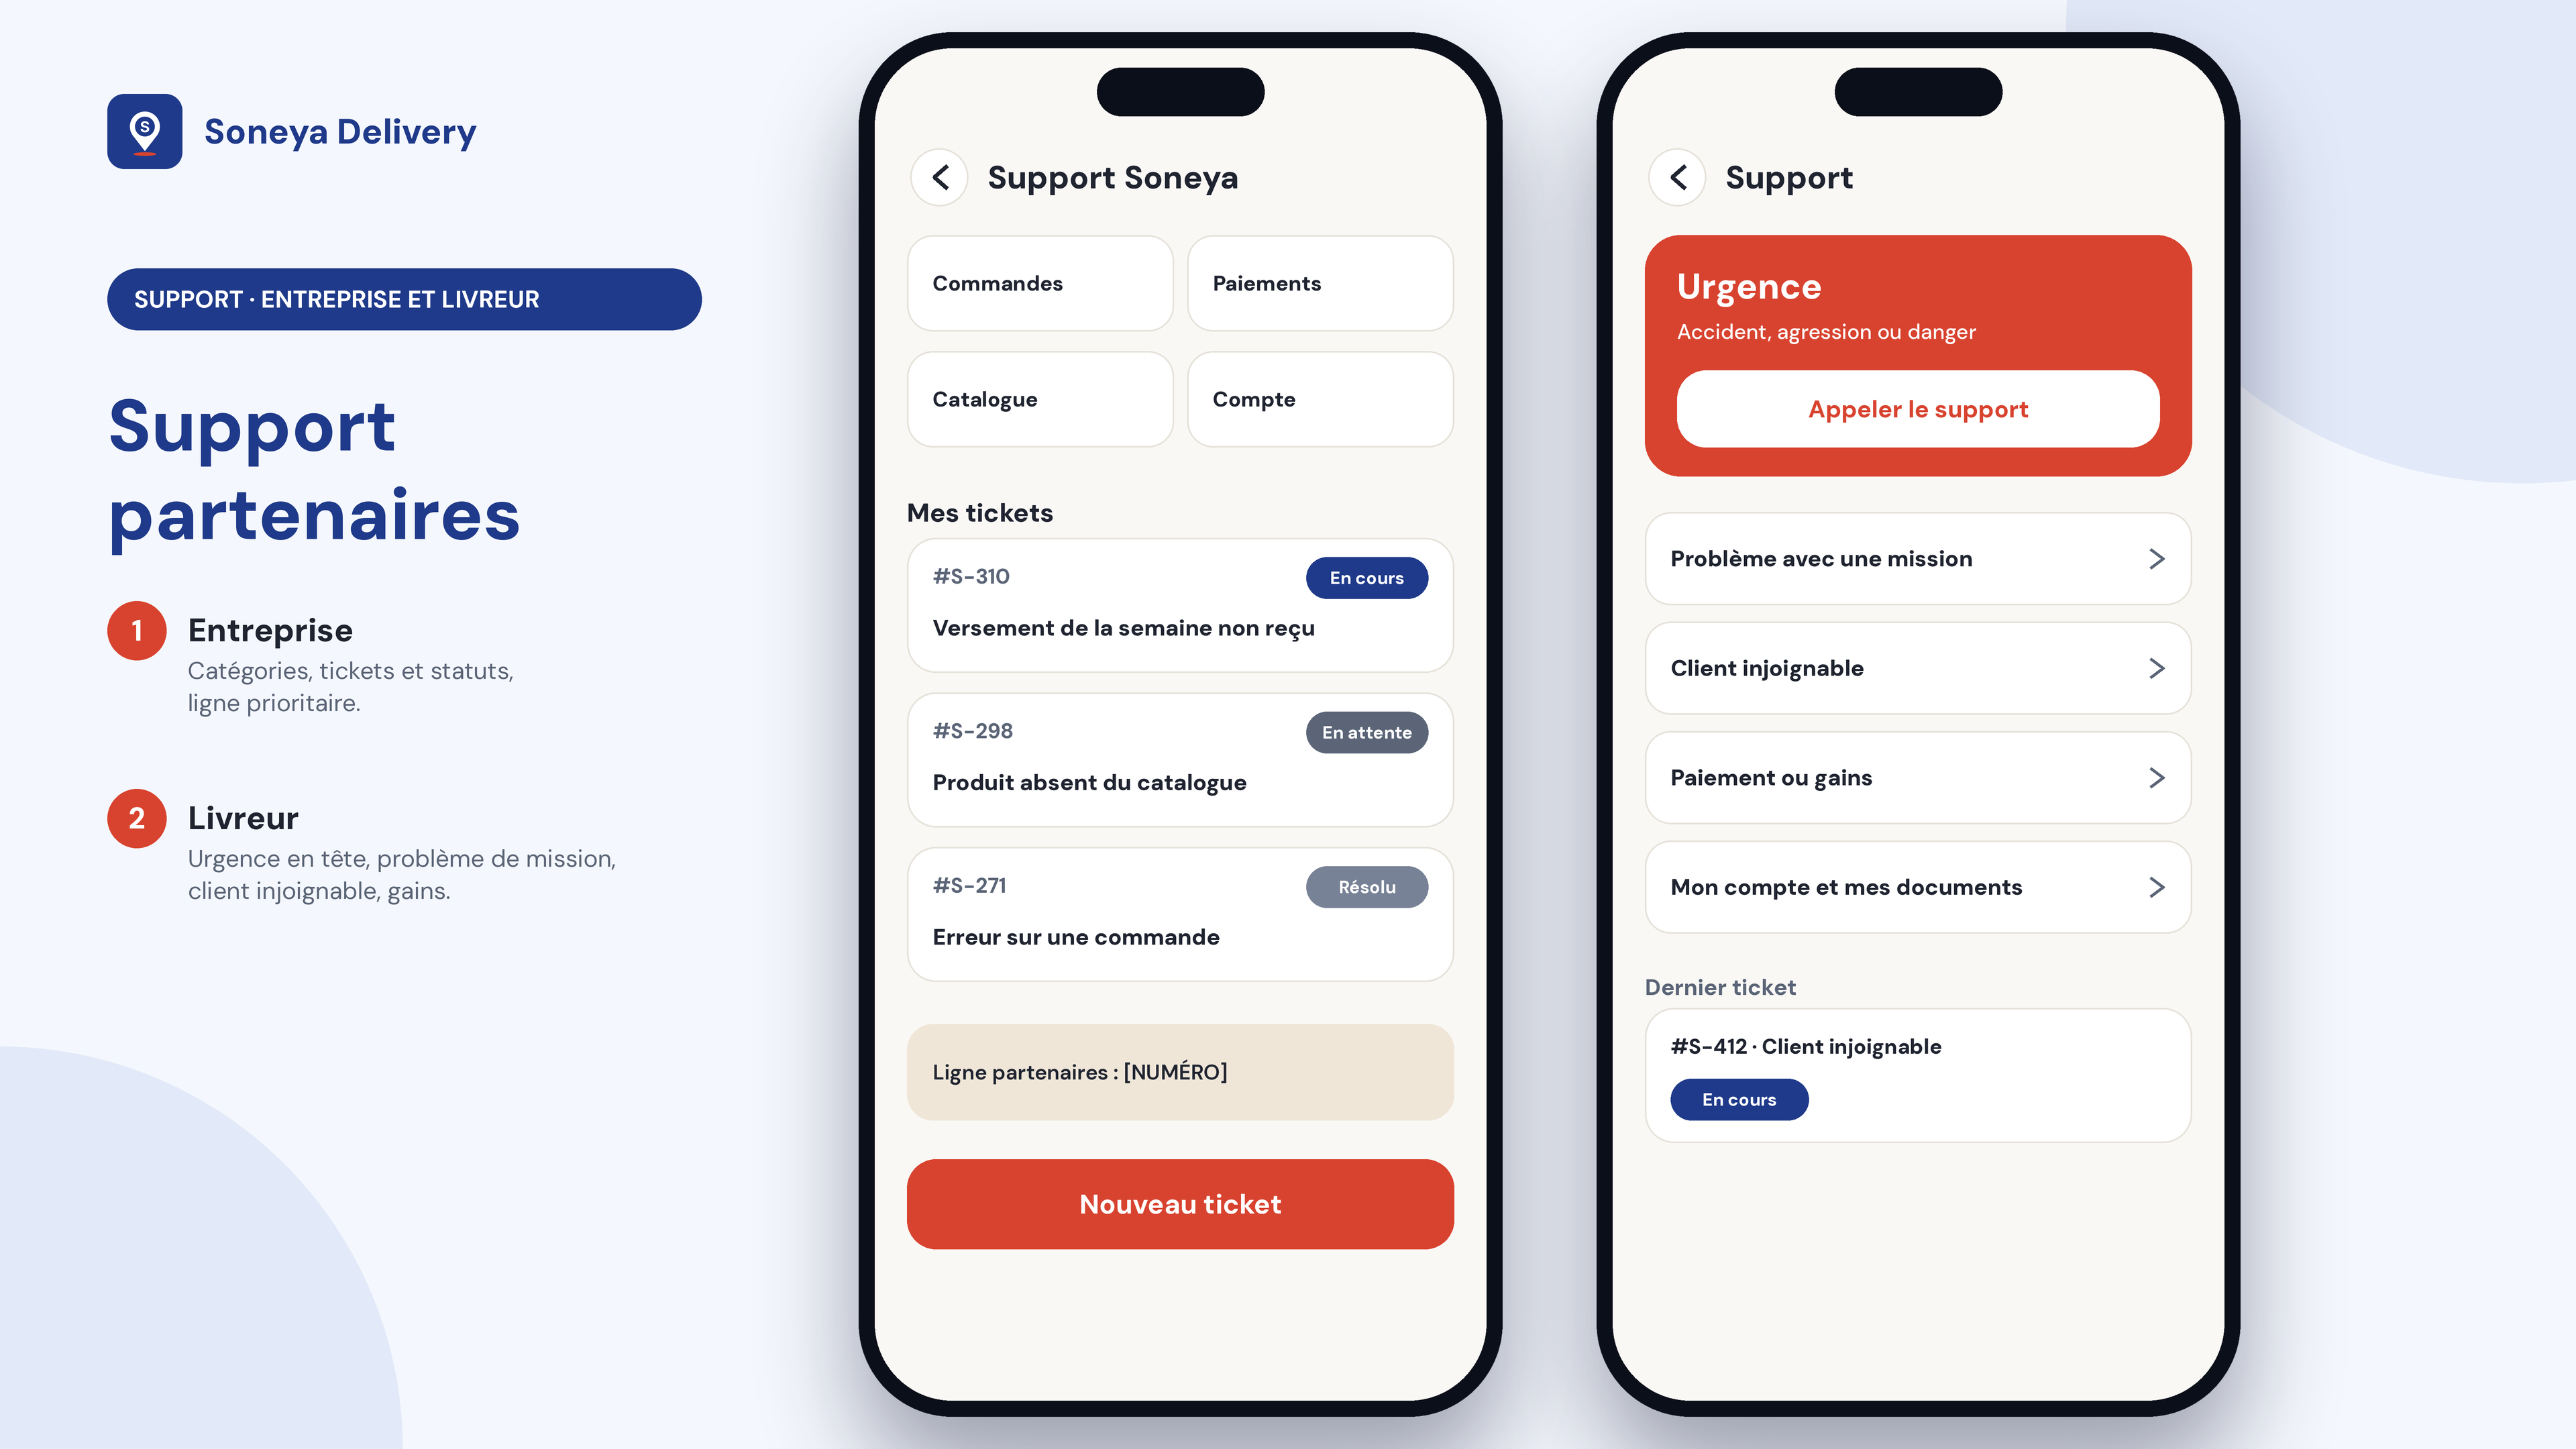 S
Soneya Delivery
SUPPORT · ENTREPRISE ET LIVREUR
Support
partenaires
1
Entreprise
Catégories, tickets et statuts,
ligne prioritaire.
2
Livreur
Urgence en tête, problème de mission,
client injoignable, gains.
Support Soneya
Commandes
Paiements
Catalogue
Compte
Mes tickets
#S-310
En cours
Versement de la semaine non reçu
#S-298
En attente
Produit absent du catalogue
#S-271
Résolu
Erreur sur une commande
Ligne partenaires : [NUMÉRO]
Nouveau ticket
Support
Urgence
Accident, agression ou danger
Appeler le support
Problème avec une mission
Client injoignable
Paiement ou gains
Mon compte et mes documents
Dernier ticket
#S-412 · Client injoignable
En cours